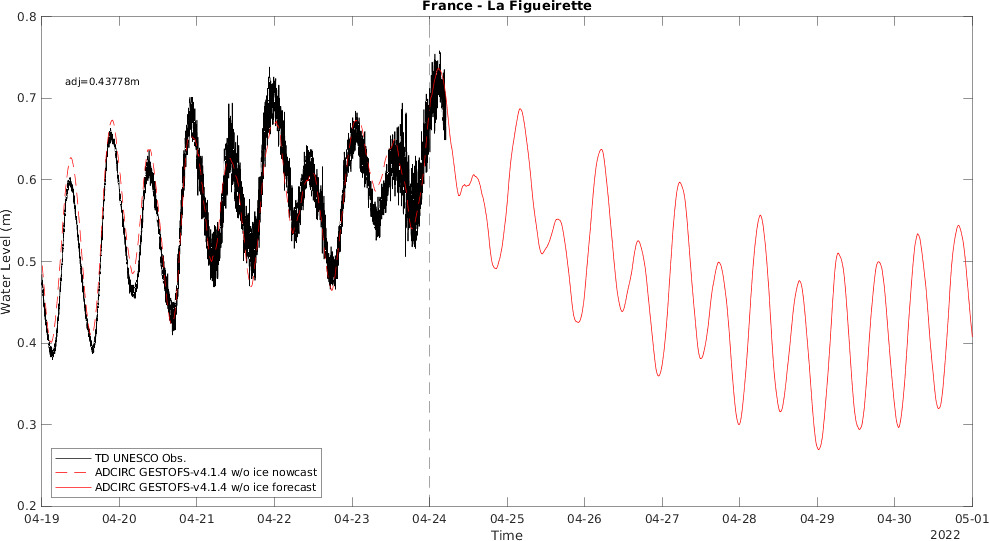 France - La Figueirette
0.8
0.7
0.6
0.5
0.4
0.3
0.2
Water Level (m)
adj=0.43778m
TD UNESCO Obs.
ADCIRC GESTOFS-v4.1.4 w/o ice nowcast
ADCIRC GESTOFS-v4.1.4 w/o ice forecast
04-19 04-20 04-21 04-22 04-23 04-24 04-25 04-26 04-27 04-28 04-29 04-30 05-01
Time
2022